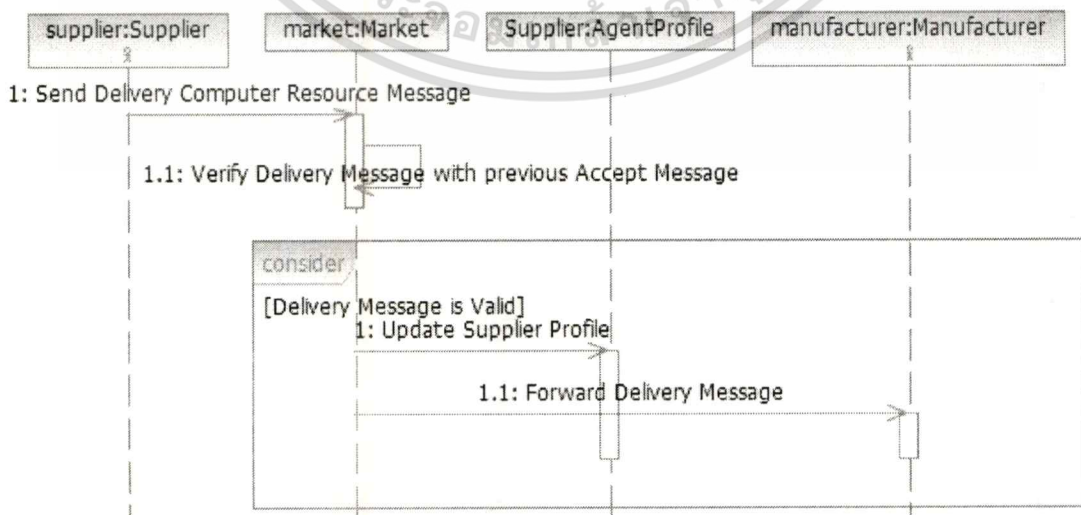 supplier:Supplier
market:Market
Supplier:AgentProfile
manufacturer:Manufacturer
1: Send Delivery Computer Resource Message
1.1: Verify Delivery Message with previous Accept Message
consider
[Delivery Message is Valid]
1: Update Supplier Profile
1.1: Forward Delivery Message